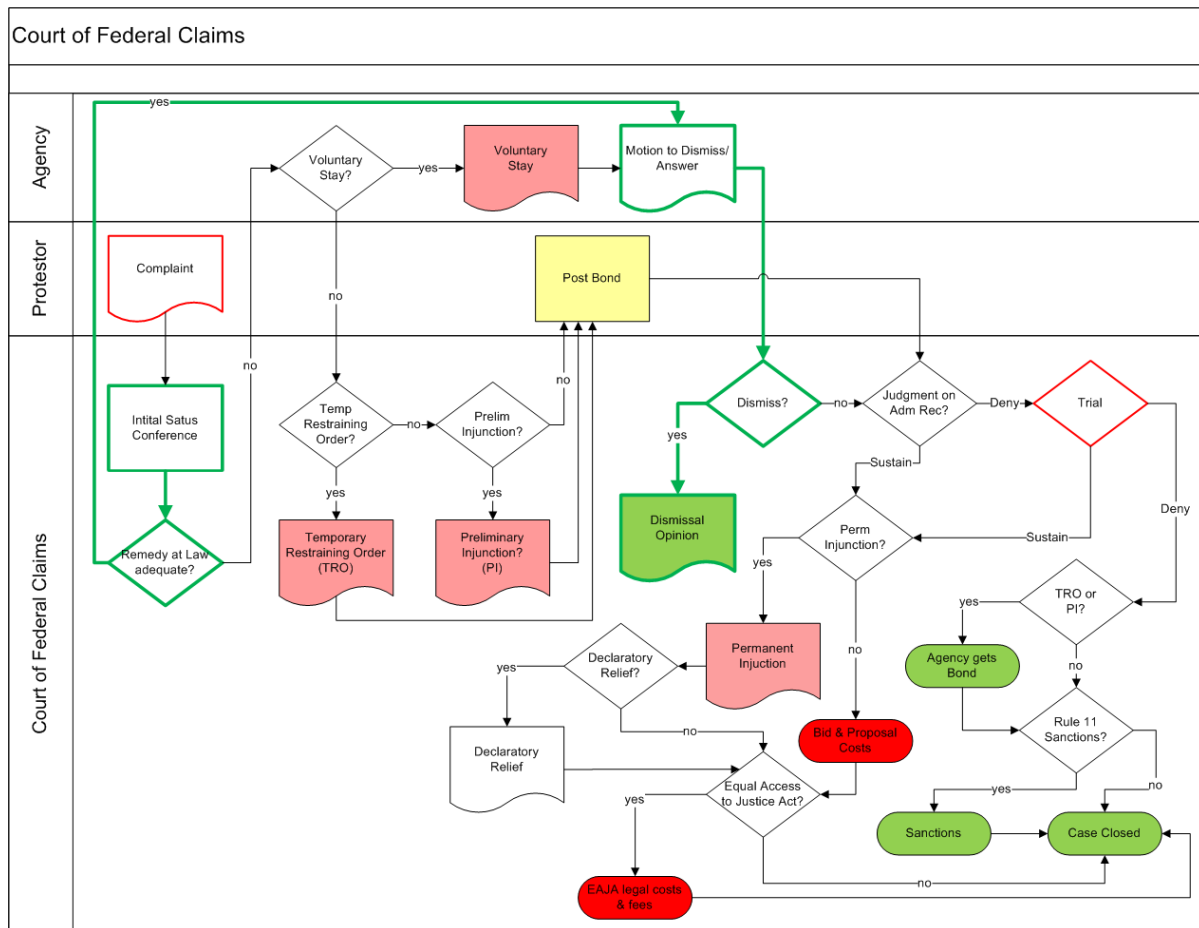 Court of Federal Claims
Agency
yes
Voluntary
Stay?
yes
Voluntary
Stay
Motion to Dismiss/
Answer
Protestor
Complaint
no
Post Bond
Court of Federal Claims
no
Intital Satus
Conference
Remedy at Law
adequate?
Temp
Restraining
Order?
no
Prelim
Injunction?
no
yes
yes
Temporary
Restraining Order
(TRO)
Preliminary
Injunction?
(PI)
Dismiss?
no
yes
Dismissal
Opinion
Judgment on
Adm Rec?
Deny
Trial
Sustain
Deny
Perm
Injunction?
Sustain
yes
no
TRO or
PI?
yes
no
Agency gets
Bond
Declaratory
Relief?
Permanent
Injuction
yes
no
Declaratory
Relief
Bid & Proposal
Costs
Rule 11
Sanctions?
yes
no
Equal Access
to Justice Act?
yes
no
Sanctions
Case Closed
EAJA legal costs
& fees